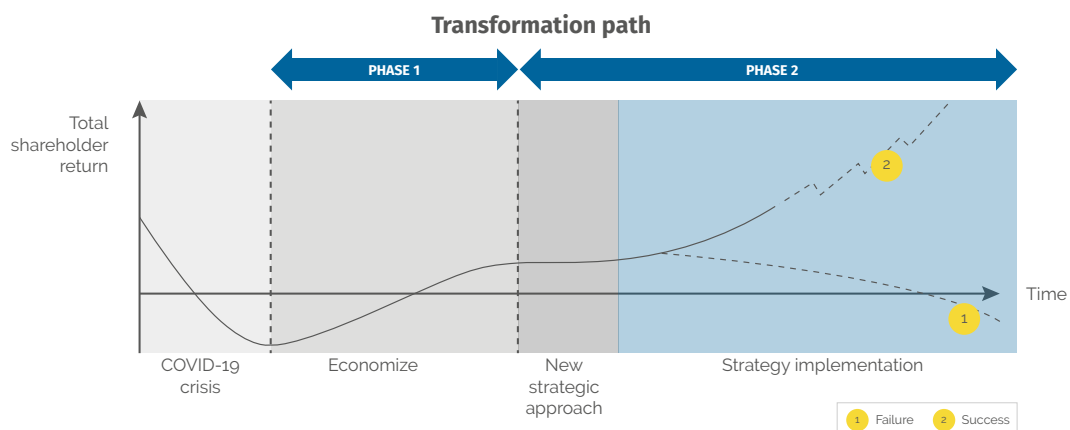 Transformation path
PHASE 1
PHASE 2
Total
shareholder
return
2
Time
1
COVID-19
crisis
Economize
New
strategic
approach
Strategy implementation
1 Failure 2 Success